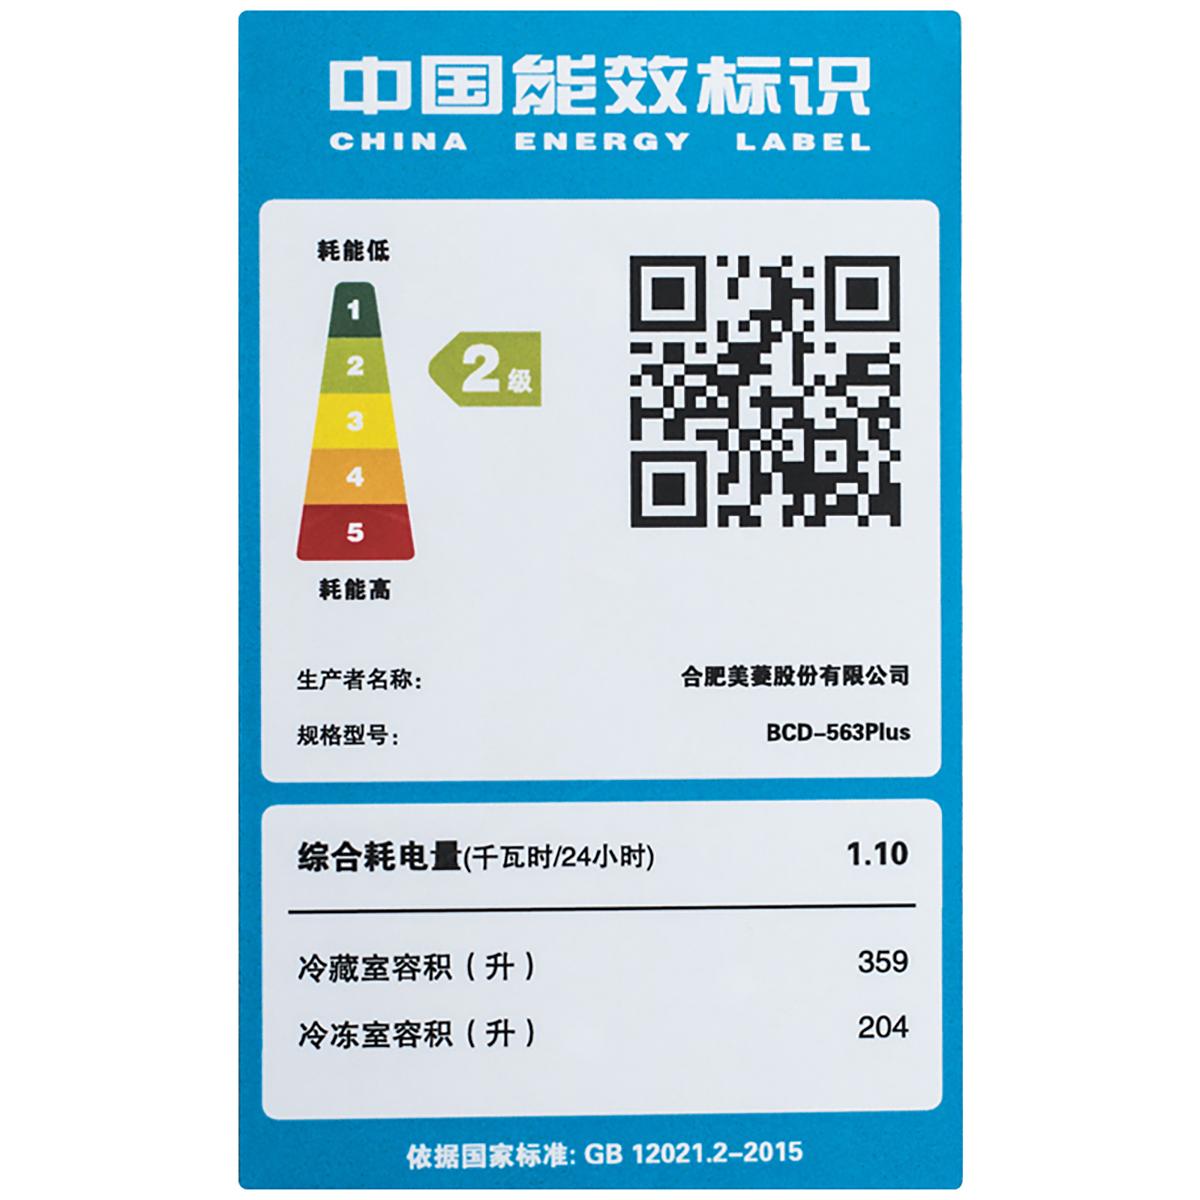 中国能效标识
CHINA ENERGY LABEL
耗能低
1
2
2级
3
4
5
耗能高
生产者名称: 合肥美菱股份有限公司
规格型号: BCD-563Plus
综合耗电量(千瓦时/24小时) 1.10
冷藏室容积(升) 359
冷冻室容积(升) 204
依据国家标准: GB 12021.2-2015